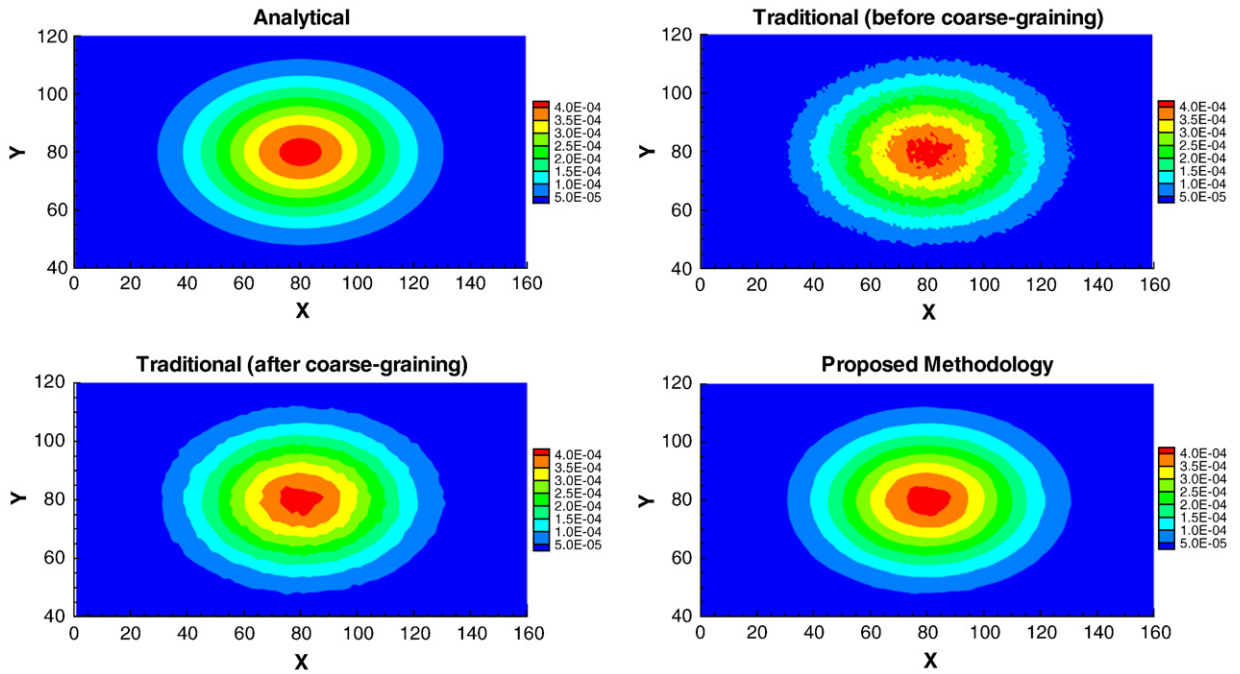 Analytical
120
100
80
60
40
Y
0 20 40 60 80 100 120 140 160
X
4.0E-04
3.5E-04
3.0E-04
2.5E-04
2.0E-04
1.5E-04
1.0E-04
5.0E-05
Traditional (before coarse-graining)
120
100
80
60
40
Y
0 20 40 60 80 100 120 140 160
X
4.0E-04
3.5E-04
3.0E-04
2.5E-04
2.0E-04
1.5E-04
1.0E-04
5.0E-05
Traditional (after coarse-graining)
120
100
80
60
40
Y
0 20 40 60 80 100 120 140 160
X
4.0E-04
3.5E-04
3.0E-04
2.5E-04
2.0E-04
1.5E-04
1.0E-04
5.0E-05
Proposed Methodology
120
100
80
60
40
Y
0 20 40 60 80 100 120 140 160
X
4.0E-04
3.5E-04
3.0E-04
2.5E-04
2.0E-04
1.5E-04
1.0E-04
5.0E-05